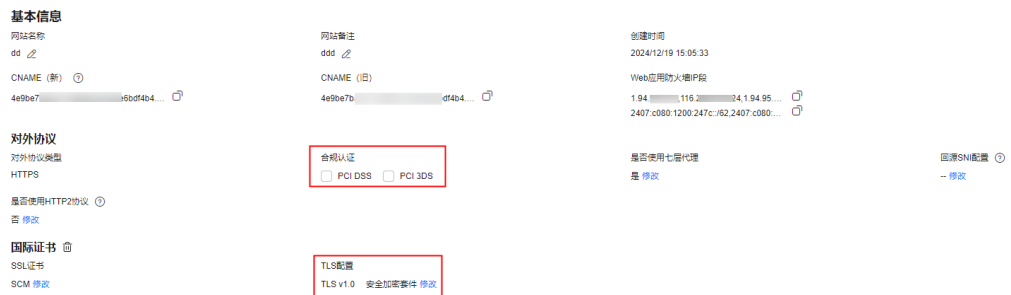 基本信息
网站名称 网站备注 创建时间
dd ddd 2024/12/19 15:05:33
CNAME（新） CNAME（旧） Web应用防火墙IP段
4e9be7 e6bdf4b4.... 4e9be7b df4b4.... 1.94. ,116. 24,1.94.95....
2407:c080:1200:247c::/62,2407:c080:...
对外协议
对外协议类型 合规认证 是否使用七层代理 回源SNI配置
HTTPS PCI DSS PCI 3DS 是 修改 -- 修改
是否使用HTTP2协议
否 修改
国际证书
SSL证书 TLS配置
SCM 修改 TLS v1.0 安全加密套件 修改